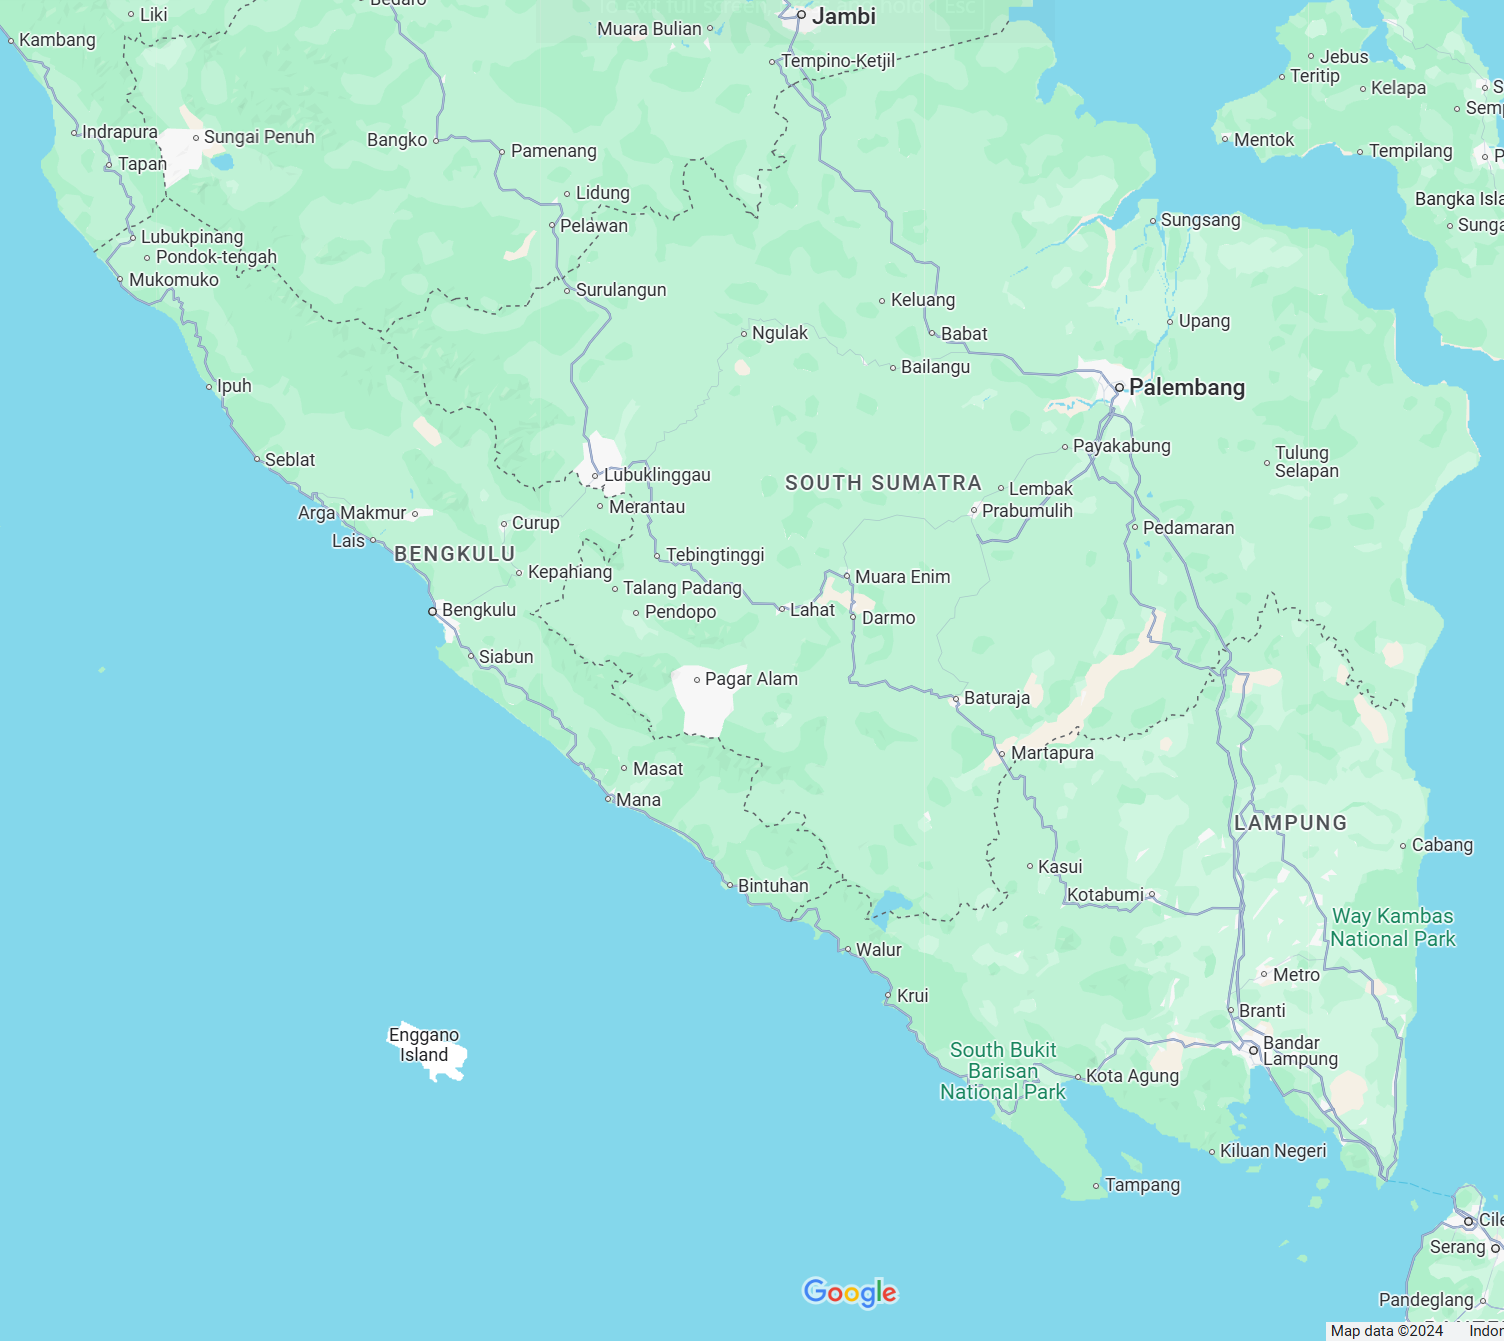 Bedaro
Liki
Jambi
Muara Bulian
Kambang
Jebus
Tempino-Ketjil
Teritip
Kelapa
Indrapura
Sungai Penuh
Bangko
Mentok
Pamenang
Tempilang
Tapan
Lidung
Bangka Isla
Sungsang
Pelawan
Lubukpinang
Pondok-tengah
Mukomuko
Surulangun
Keluang
Upang
Ngulak
Babat
Bailangu
Ipuh
Palembang
Payakabung
Tulung
Selapan
Seblat
Lubuklinggau
SOUTH SUMATRA
Lembak
Merantau
Prabumulih
Arga Makmur
Curup
Pedamaran
Lais
BENGKULU
Tebingtinggi
Kepahiang
Muara Enim
Talang Padang
Bengkulu
Pendopo
Lahat
Darmo
Siabun
Pagar Alam
Baturaja
Martapura
Masat
Mana
LAMPUNG
Cabang
Kasui
Bintuhan
Kotabumi
Way Kambas
National Park
Walur
Metro
Krui
Branti
Enggano
Island
South Bukit
Barisan
National Park
Bandar
Lampung
Kota Agung
Kiluan Negeri
Tampang
Cile
Serang
Google
Pandeglang
Map data ©2024 Indon